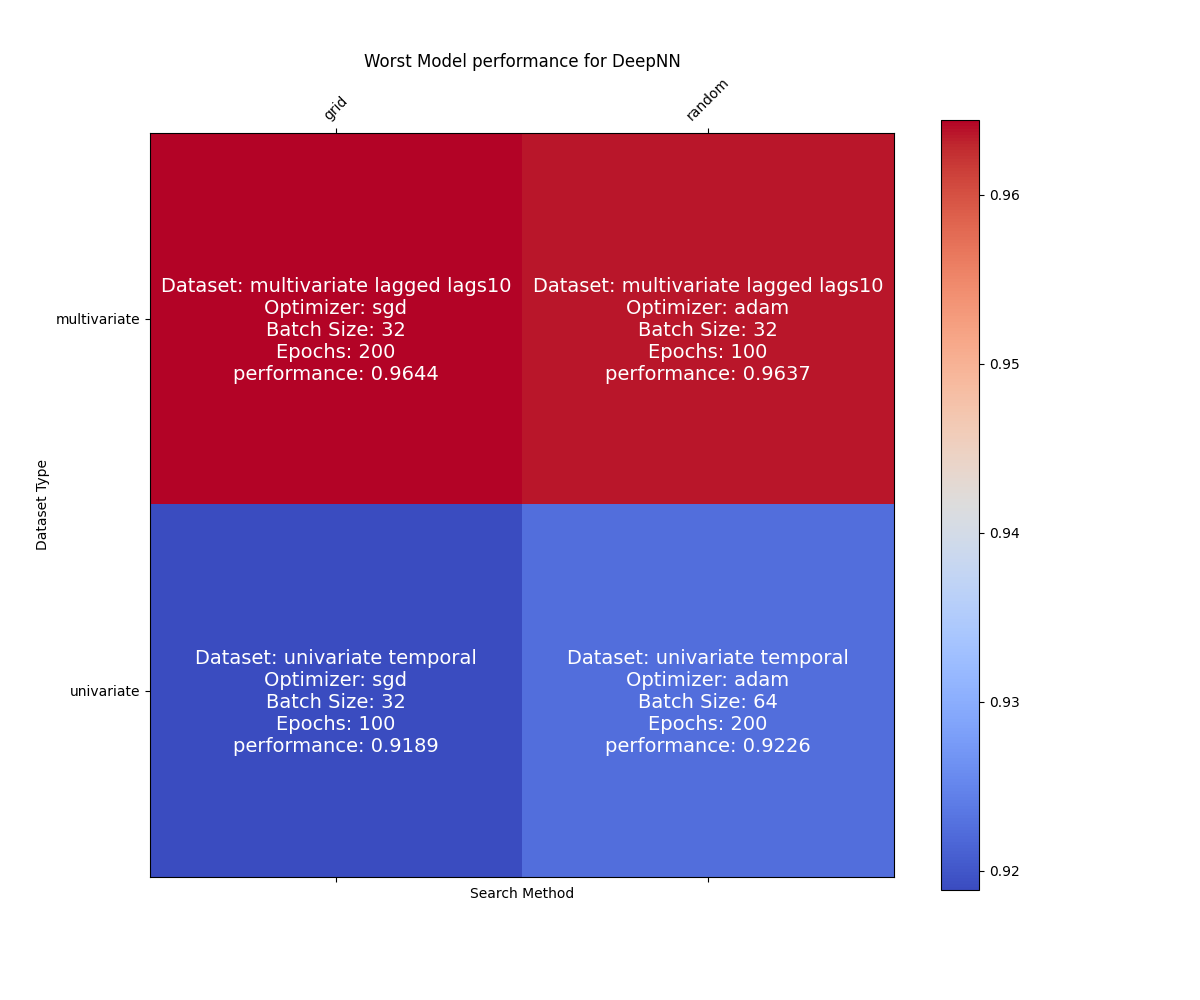 Worst Model performance for DeepNN
grid
random
multivariate
univariate
Dataset Type
Dataset: multivariate lagged lags10
Optimizer: sgd
Batch Size: 32
Epochs: 200
performance: 0.9644
Dataset: multivariate lagged lags10
Optimizer: adam
Batch Size: 32
Epochs: 100
performance: 0.9637
Dataset: univariate temporal
Optimizer: sgd
Batch Size: 32
Epochs: 100
performance: 0.9189
Dataset: univariate temporal
Optimizer: adam
Batch Size: 64
Epochs: 200
performance: 0.9226
Search Method
0.96
0.95
0.94
0.93
0.92